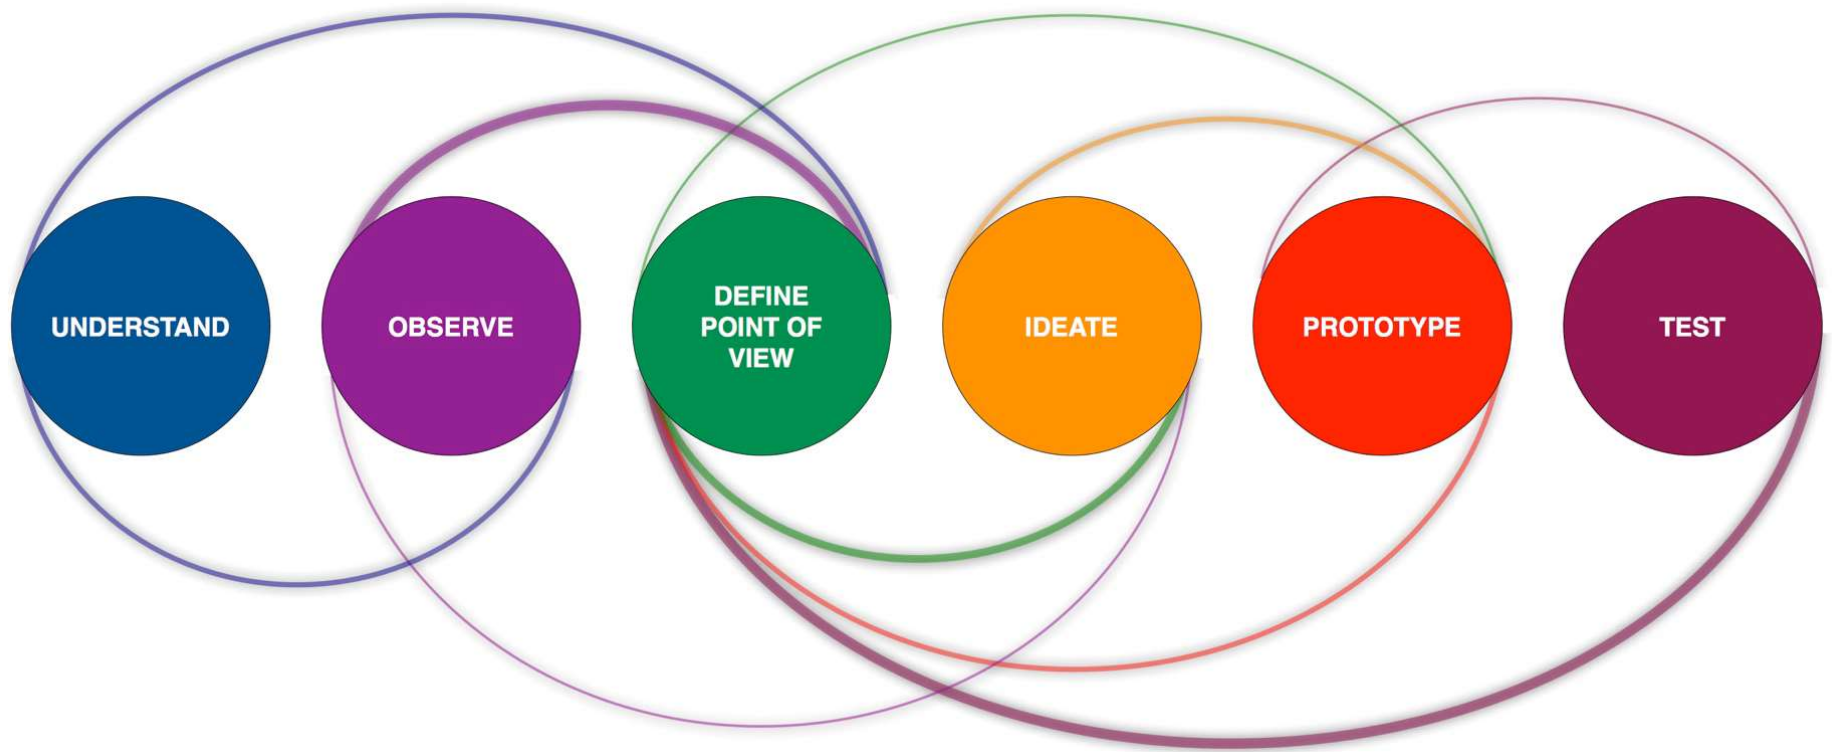 UNDERSTAND
OBSERVE
DEFINE
POINT OF
VIEW
IDEATE
PROTOTYPE
TEST